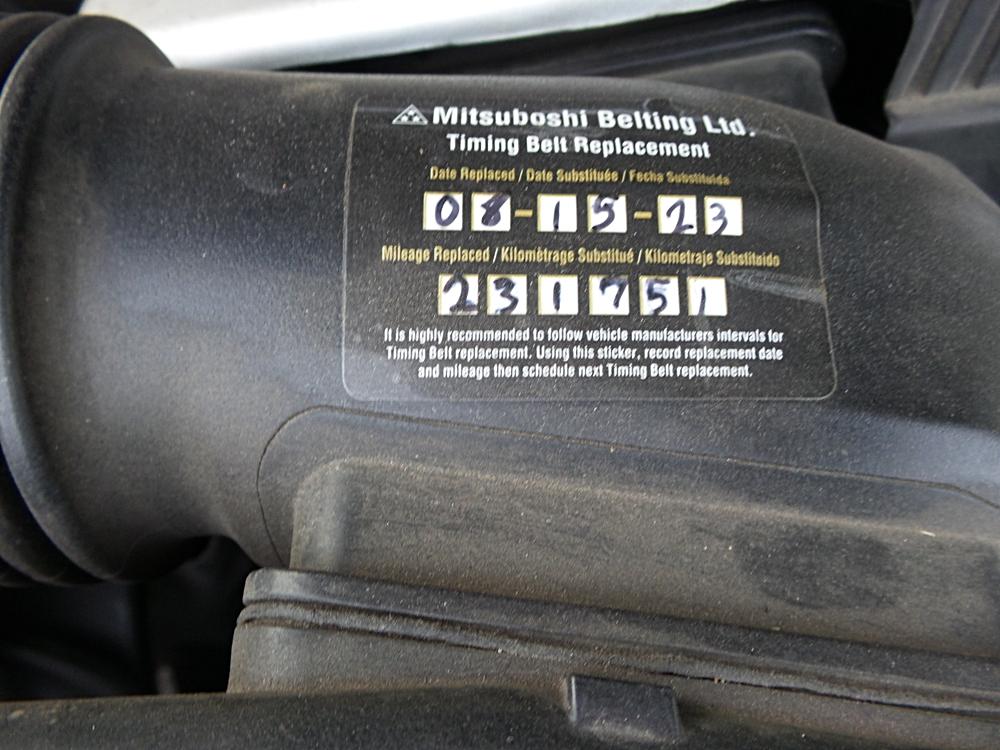 Mitsuboshi Belting Ltd.
Timing Belt Replacement
Date Replaced / Date Substituée / Fecha Substituida
08-15-23
Mileage Replaced / Kilomètrage Substitué / Kilometraje Substituido
231751
It is highly recommended to follow vehicle manufacturers intervals for
Timing Belt replacement. Using this sticker, record replacement date
and mileage then schedule next Timing Belt replacement.